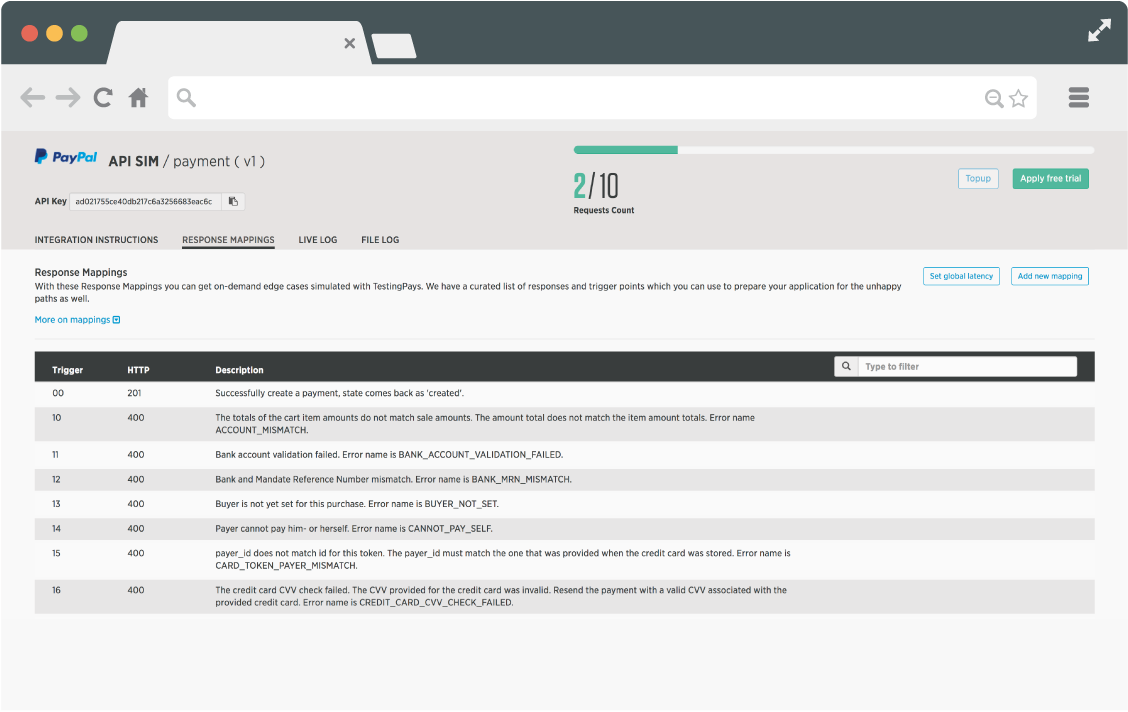 PayPal API SIM / payment ( v1 )
2/10
Topup
Apply free trial
API Key ad021755ce40db217c6a3256683eac6c
Requests Count
INTEGRATION INSTRUCTIONS RESPONSE MAPPINGS LIVE LOG FILE LOG
Response Mappings
Set global latency
Add new mapping
With these Response Mappings you can get on-demand edge cases simulated with TestingPays. We have a curated list of responses and trigger points which you can use to prepare your application for the unhappy
paths as well.
More on mappings
Trigger HTTP Description
Type to filter
00 201 Successfully create a payment, state comes back as 'created'.
10 400 The totals of the cart item amounts do not match sale amounts. The amount total does not match the item amount totals. Error name
ACCOUNT_MISMATCH.
11 400 Bank account validation failed. Error name is BANK_ACCOUNT_VALIDATION_FAILED.
12 400 Bank and Mandate Reference Number mismatch. Error name is BANK_MRN_MISMATCH.
13 400 Buyer is not yet set for this purchase. Error name is BUYER_NOT_SET.
14 400 Payer cannot pay him- or herself. Error name is CANNOT_PAY_SELF.
15 400 payer_id does not match id for this token. The payer_id must match the one that was provided when the credit card was stored. Error name is
CARD_TOKEN_PAYER_MISMATCH.
16 400 The credit card CVV check failed. The CVV provided for the credit card was invalid. Resend the payment with a valid CVV associated with the
provided credit card. Error name is CREDIT_CARD_CVV_CHECK_FAILED.